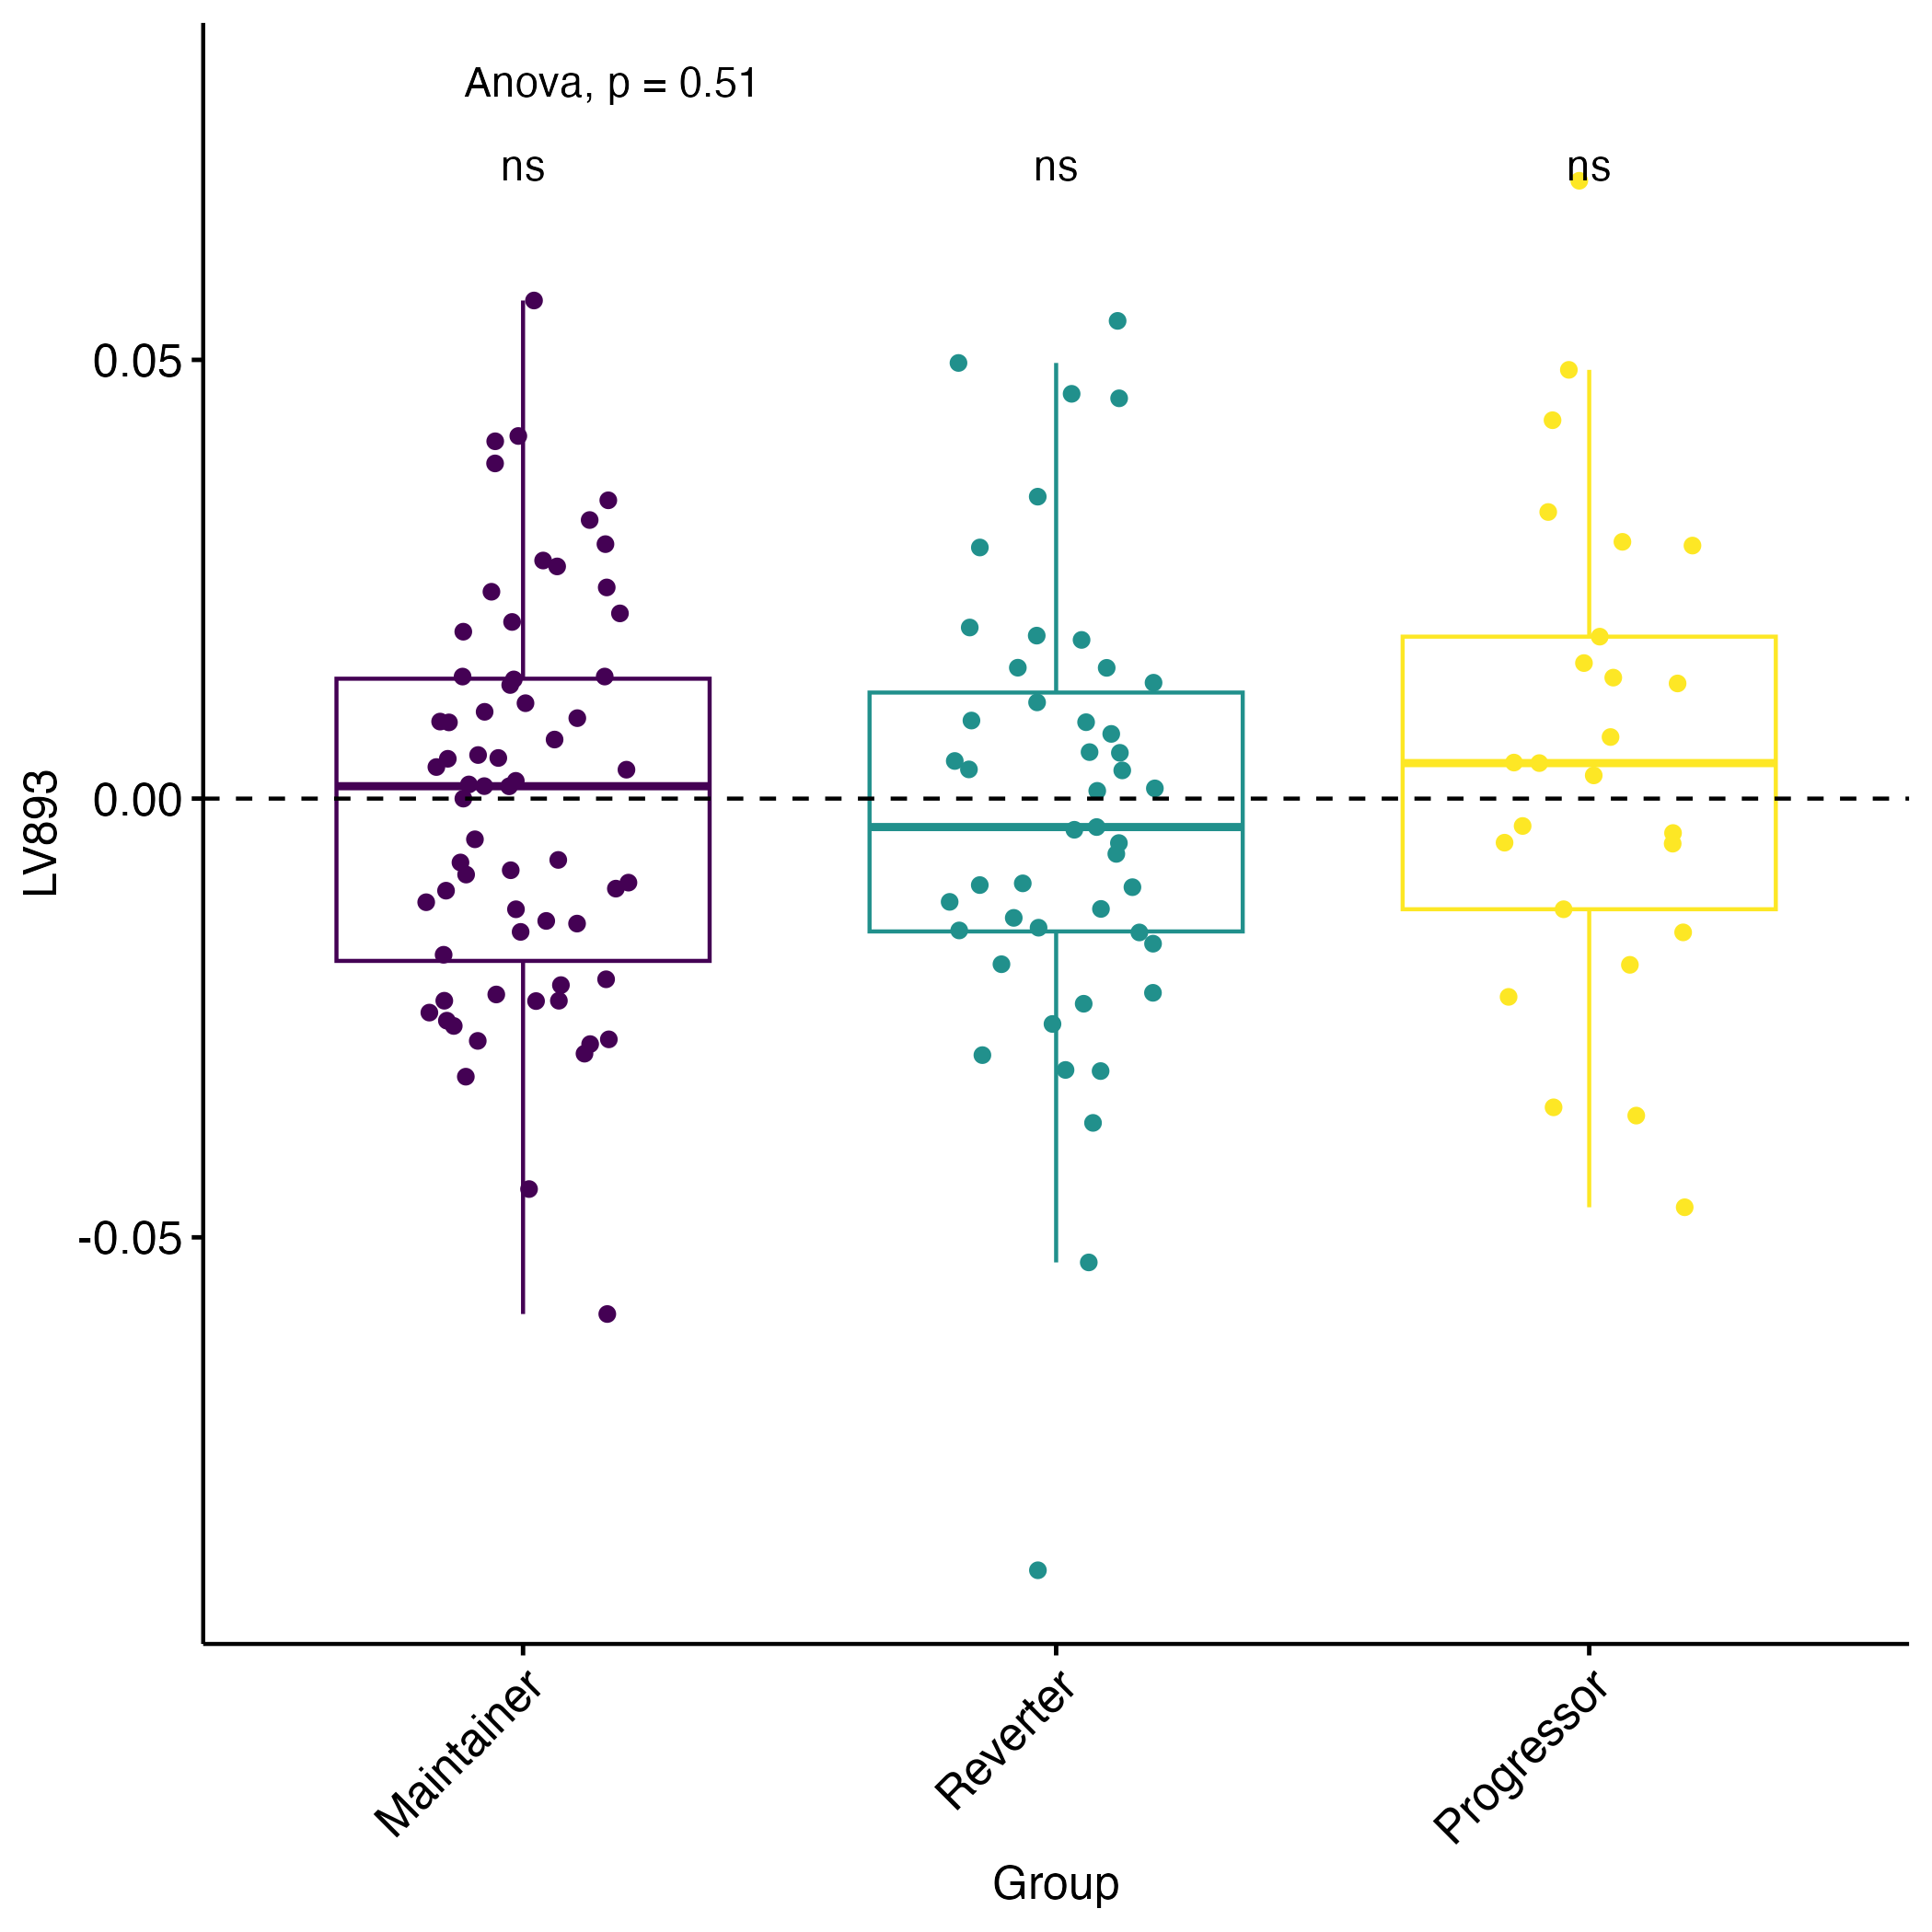 Anova, p = 0.51
ns ns ns
0.05
0.00
-0.05
LV893
Maintainer Reverter Progressor
Group